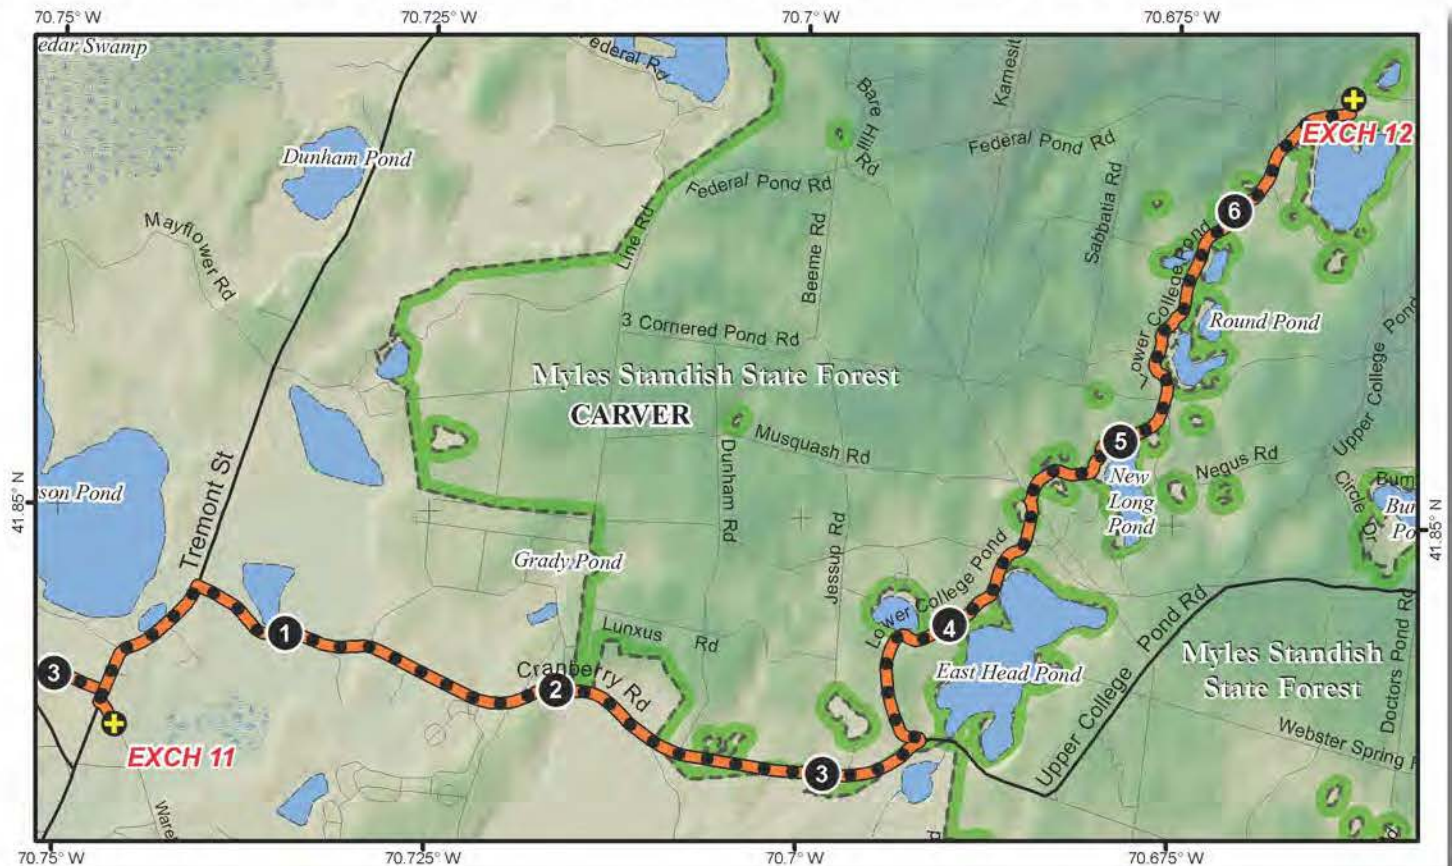 70.75° W
70.725° W
70.7° W
70.675° W
edar Swamp
Federal Rd
Kamesit
Bare Hill Rd
EXCH 12
Dunham Pond
Federal Pond Rd
Federal Pond Rd
Mayflower Rd
Line Rd
Beeme Rd
Sabbatia Rd
6
Lower College Pond
3 Cornered Pond Rd
Round Pond
Upper College Pond
Myles Standish State Forest
CARVER
Musquash Rd
5
Dunham Rd
Negus Rd
son Pond
New
Long
Pond
Circle Dr
41.85° N
41.85° N
Tremont St
Grady Pond
Jessup Rd
Lower College Pond
4
1
Lunxus Rd
Upper College Pond Rd
Myles Standish
State Forest
3
East Head Pond
Cranberry Rd
2
Doctors Pond Rd
EXCH 11
Webster Spring
3
Rd
70.75° W
70.725° W
70.7° W
70.675° W